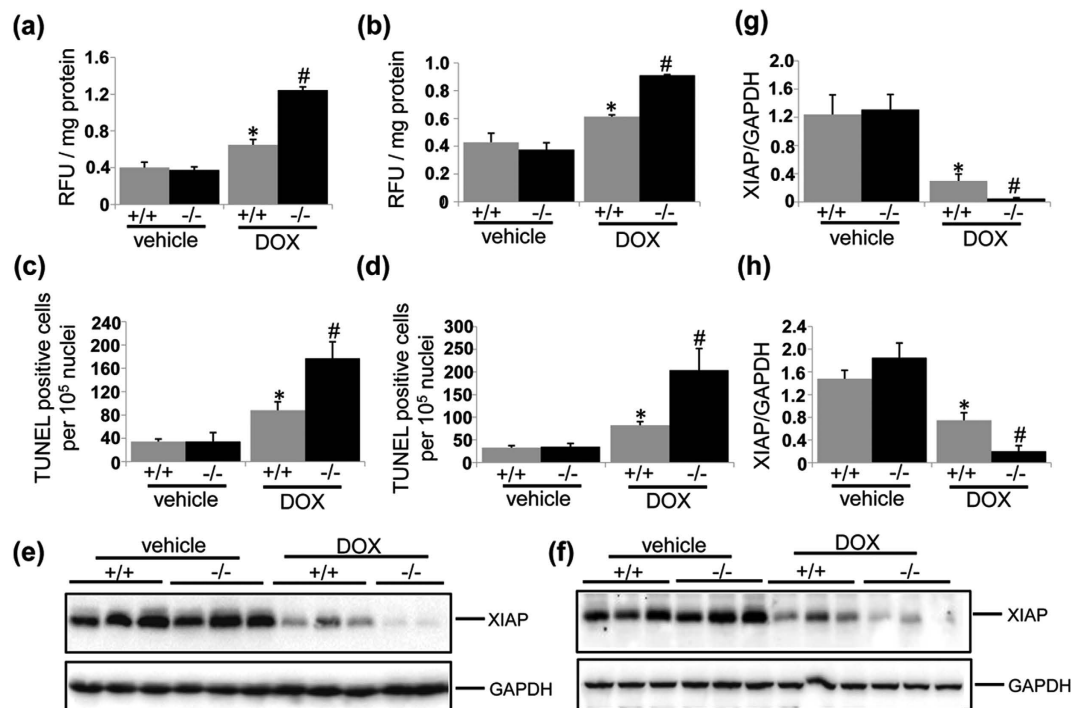 (a)
RFU / mg protein
1.6
1.2
0.8
0.4
0
*
#
+/+ -/- +/+ -/-
vehicle DOX
(b)
RFU / mg protein
1.0
0.8
0.6
0.4
0.2
0
*
#
+/+ -/- +/+ -/-
vehicle DOX
(g)
XIAP/GAPDH
2.0
1.6
1.2
0.8
0.4
0
*
#
+/+ -/- +/+ -/-
vehicle DOX
(c)
TUNEL positive cells
per 10⁵ nuclei
240
200
160
120
80
40
0
*
#
+/+ -/- +/+ -/-
vehicle DOX
(d)
TUNEL positive cells
per 10⁵ nuclei
300
250
200
150
100
50
0
*
#
+/+ -/- +/+ -/-
vehicle DOX
(h)
XIAP/GAPDH
2.4
2.0
1.6
1.2
0.8
0.4
0
*
#
+/+ -/- +/+ -/-
vehicle DOX
(e)
vehicle DOX
+/+ -/- +/+ -/-
XIAP
GAPDH
(f)
vehicle DOX
+/+ -/- +/+ -/-
XIAP
GAPDH